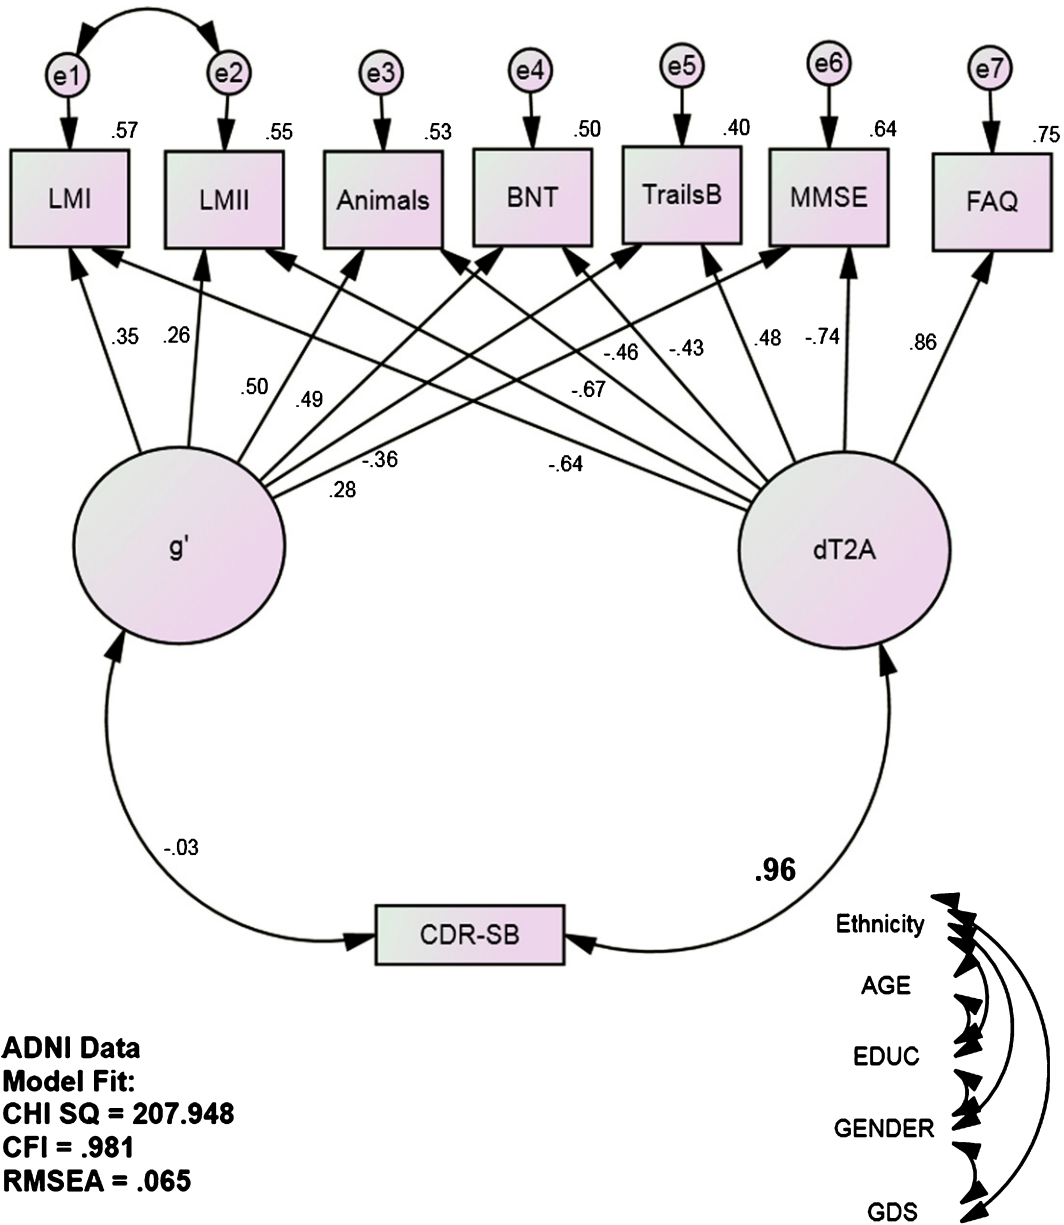 e1
e2
e3
e4
e5
e6
e7
.57
.55
.53
.50
.40
.64
.75
LMI
LMII
Animals
BNT
TrailsB
MMSE
FAQ
.35
.26
-.46
-.43
.48
-.74
.86
.50
.49
-.67
-.36
-.64
.28
g'
dT2A
-.03
.96
CDR-SB
Ethnicity
AGE
EDUC
GENDER
GDS
ADNI Data
Model Fit:
CHI SQ = 207.948
CFI = .981
RMSEA = .065